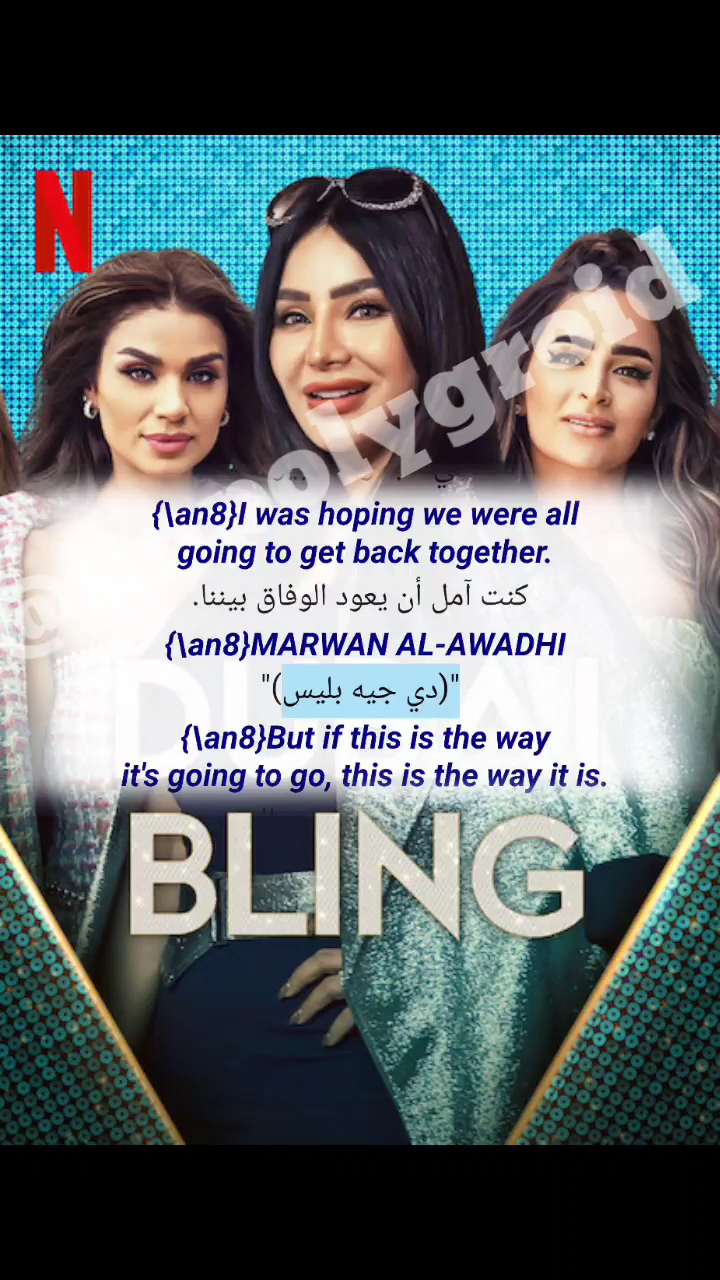 N
@polygroid
{\an8}I was hoping we were all
going to get back together.
كنت آمل أن يعود الوفاق بيننا.
{\an8}MARWAN AL-AWADHI
"(دي جيه بليس)"
{\an8}But if this is the way
it's going to go, this is the way it is.
DUBAI
BLING